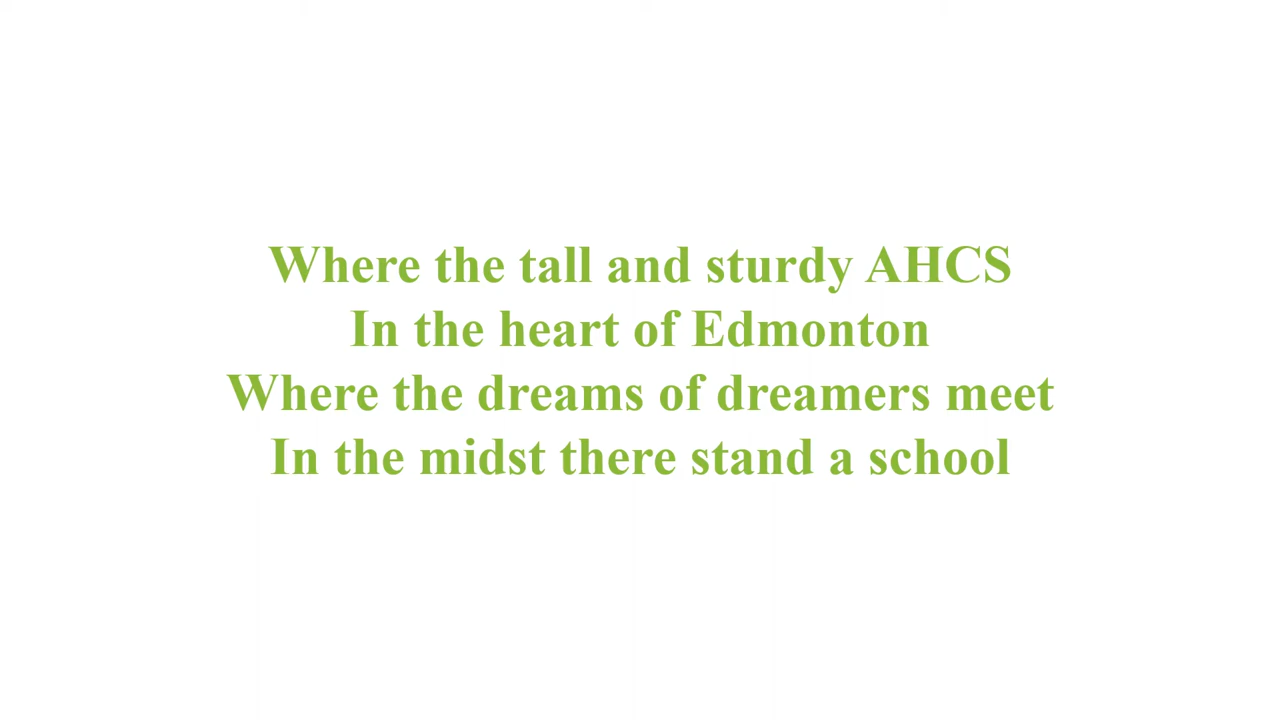 Where the tall and sturdy AHCS
In the heart of Edmonton
Where the dreams of dreamers meet
In the midst there stand a school